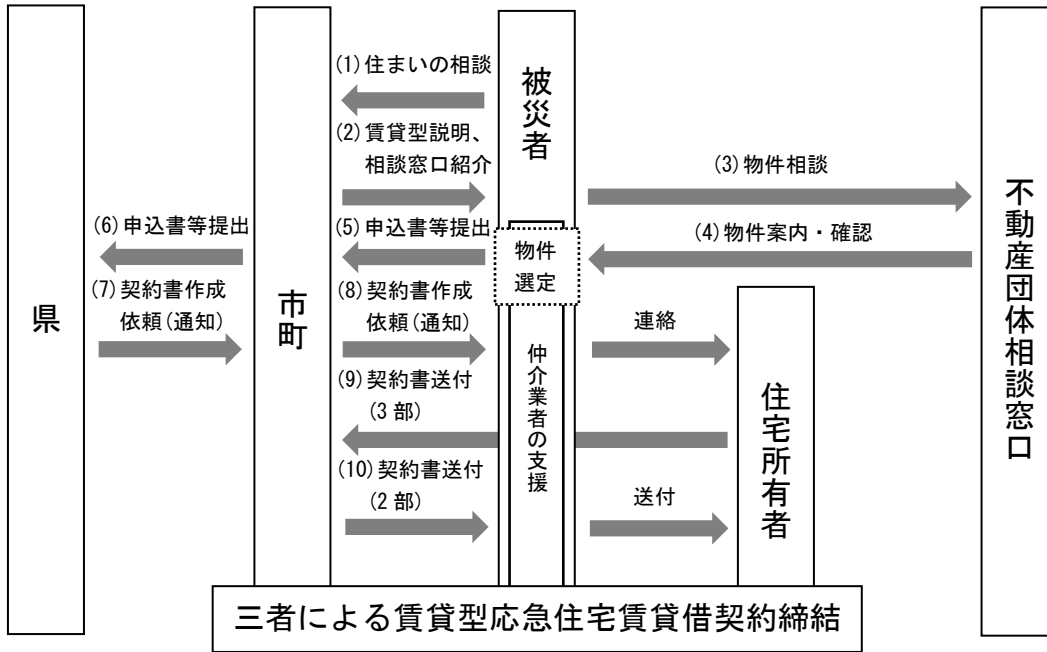 県
市町
被災者
不動産団体相談窓口
住宅所有者
(1)住まいの相談
(2)賃貸型説明、
相談窓口紹介
(3)物件相談
(4)物件案内・確認
(5)申込書等提出
物件
選定
(6)申込書等提出
(7)契約書作成
依頼(通知)
(8)契約書作成
依頼(通知)
仲介業者の支援
連絡
(9)契約書送付
(3部)
(10)契約書送付
(2部)
送付
三者による賃貸型応急住宅賃貸借契約締結